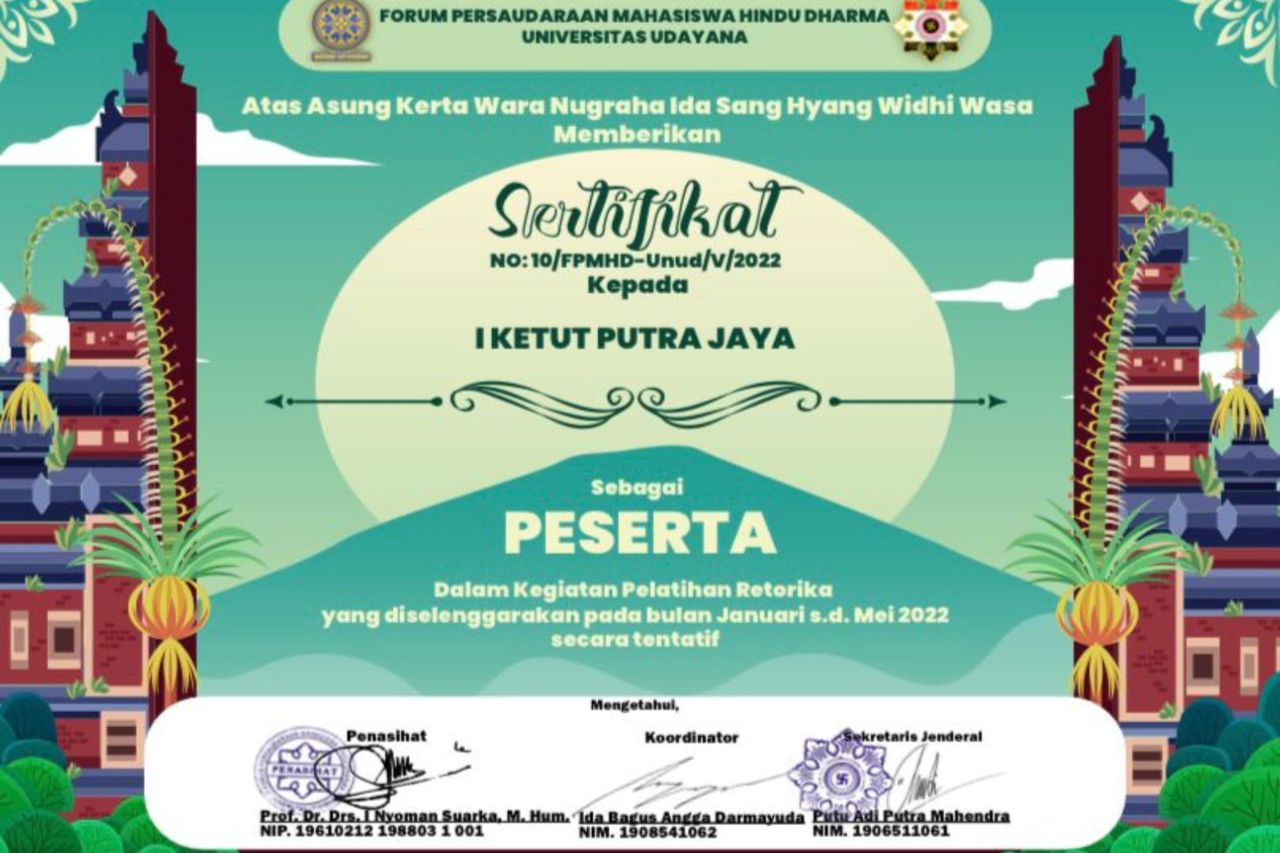 FORUM PERSAUDARAAN MAHASISWA HINDU DHARMA
UNIVERSITAS UDAYANA
Atas Asung Kerta Wara Nugraha Ida Sang Hyang Widhi Wasa
Memberikan
Sertifikat
NO: 10/FPMHD-Unud/V/2022
Kepada
I KETUT PUTRA JAYA
Sebagai
PESERTA
Dalam Kegiatan Pelatihan Retorika
yang diselenggarakan pada bulan Januari s.d. Mei 2022
secara tentatif
Mengetahui,
Penasihat
Koordinator
Sekretaris Jenderal
PENASIHAT
Prof. Dr. Drs. I Nyoman Suarka, M. Hum.
NIP. 19610212 198803 1 001
Ida Bagus Angga Darmayuda
NIM. 1908541062
Putu Adi Putra Mahendra
NIM. 1906511061